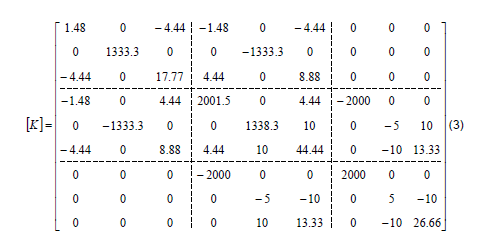 1.48 0 −4.44 −1.48 0 −4.44 0 0 0
0 1333.3 0 0 −1333.3 0 0 0 0
−4.44 0 17.77 4.44 0 8.88 0 0 0
−1.48 0 4.44 2001.5 0 4.44 −2000 0 0
[K]= 0 −1333.3 0 0 1338.3 10 0 −5 10 (3)
−4.44 0 8.88 4.44 10 44.44 0 −10 13.33
0 0 0 −2000 0 0 2000 0 0
0 0 0 0 −5 −10 0 5 −10
0 0 0 0 10 13.33 0 −10 26.66